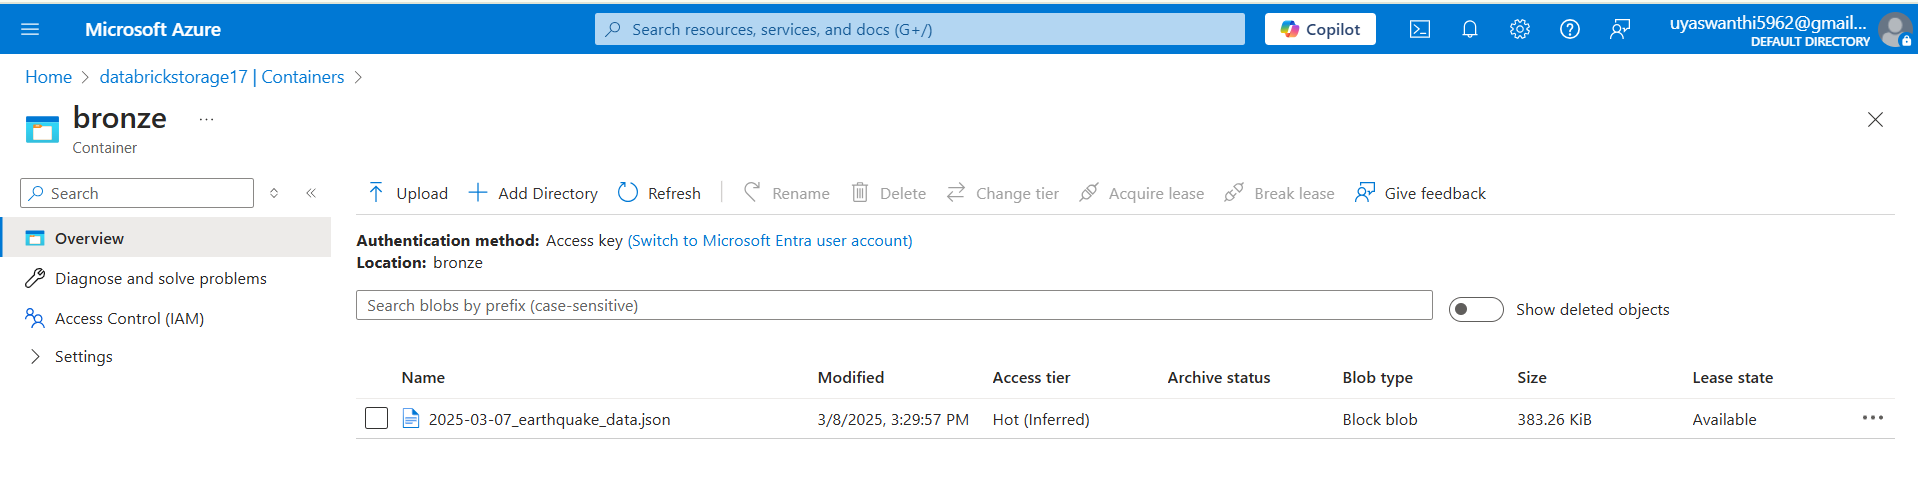 Microsoft Azure
Search resources, services, and docs (G+/)
Copilot
uyaswanthi5962@gmail...
DEFAULT DIRECTORY
Home > databrickstorage17 | Containers >
bronze ...
Container
Search
Upload Add Directory Refresh Rename Delete Change tier Acquire lease Break lease Give feedback
Overview
Diagnose and solve problems
Access Control (IAM)
Settings
Authentication method: Access key (Switch to Microsoft Entra user account)
Location: bronze
Search blobs by prefix (case-sensitive)
Show deleted objects
Name Modified Access tier Archive status Blob type Size Lease state
2025-03-07_earthquake_data.json 3/8/2025, 3:29:57 PM Hot (Inferred) Block blob 383.26 KiB Available ...